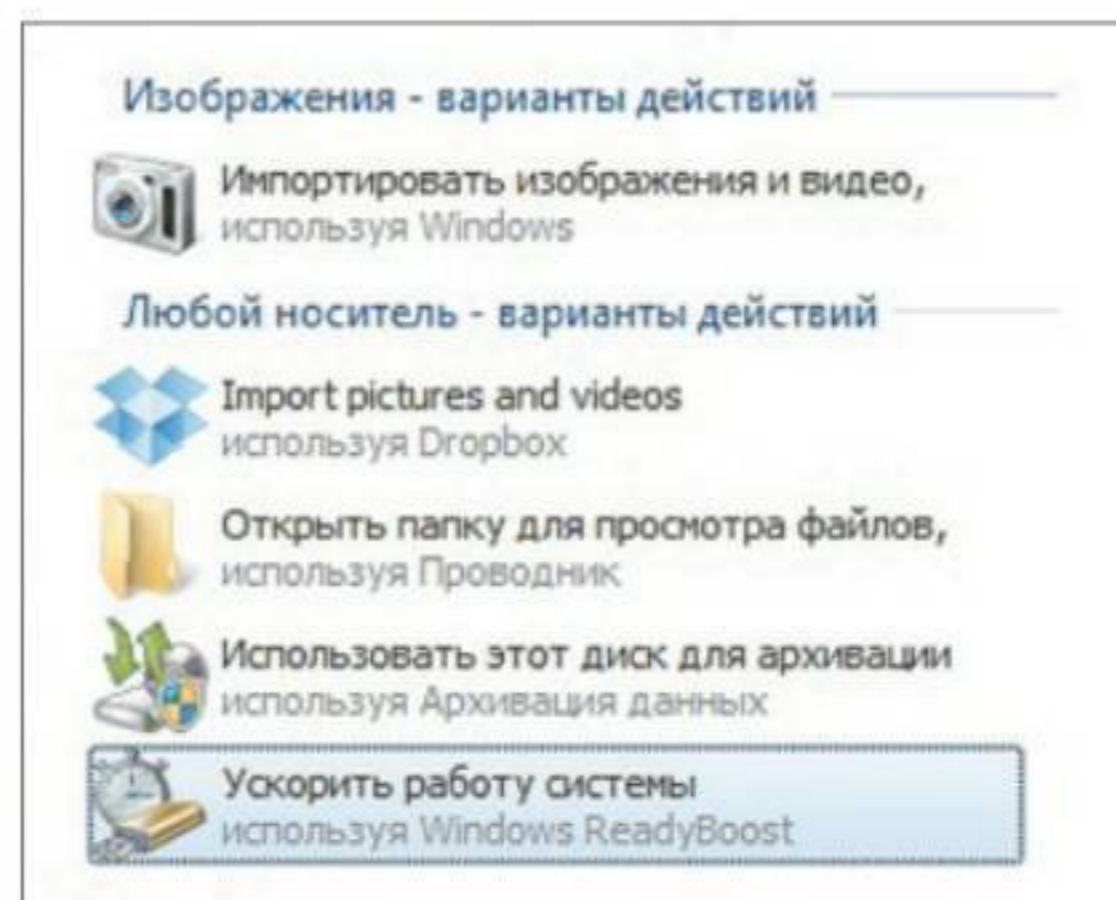 Изображения - варианты действий
Импортировать изображения и видео,
используя Windows
Любой носитель - варианты действий
Import pictures and videos
используя Dropbox
Открыть папку для просмотра файлов,
используя Проводник
Использовать этот диск для архивации
используя Архивация данных
Ускорить работу системы
используя Windows ReadyBoost